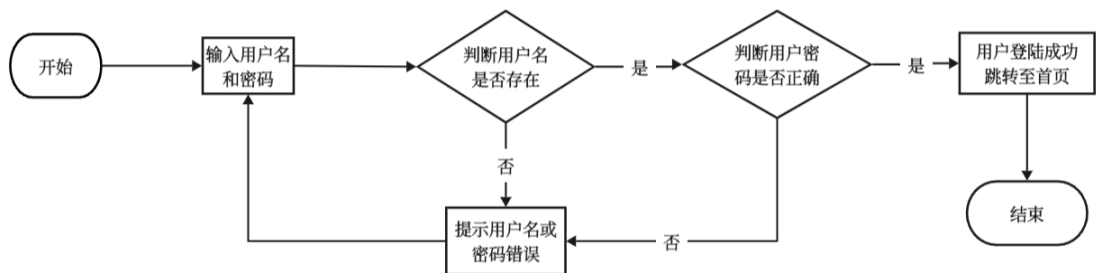 开始
输入用户名
和密码
判断用户名
是否存在
是
判断用户密
码是否正确
是
用户登陆成功
跳转至首页
否
提示用户名或
密码错误
否
结束